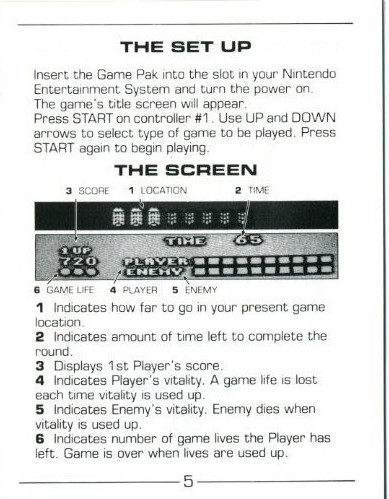 THE SET UP
Insert the Game Pak into the slot in your Nintendo
Entertainment System and turn the power on.
The game's title screen will appear.
Press START on controller #1. Use UP and DOWN
arrows to select type of game to be played. Press
START again to begin playing.
THE SCREEN
3 SCORE 1 LOCATION 2 TIME
TIME 65
1UP
720 PLAYER
ENEMY
6 GAME LIFE 4 PLAYER 5 ENEMY
1 Indicates how far to go in your present game
location.
2 Indicates amount of time left to complete the
round.
3 Displays 1st Player's score.
4 Indicates Player's vitality. A game life is lost
each time vitality is used up.
5 Indicates Enemy's vitality. Enemy dies when
vitality is used up.
6 Indicates number of game lives the Player has
left. Game is over when lives are used up.
5